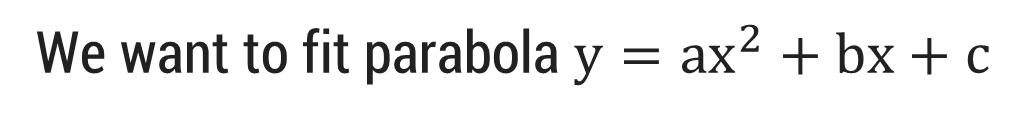 We want to fit parabola y = ax² + bx + c